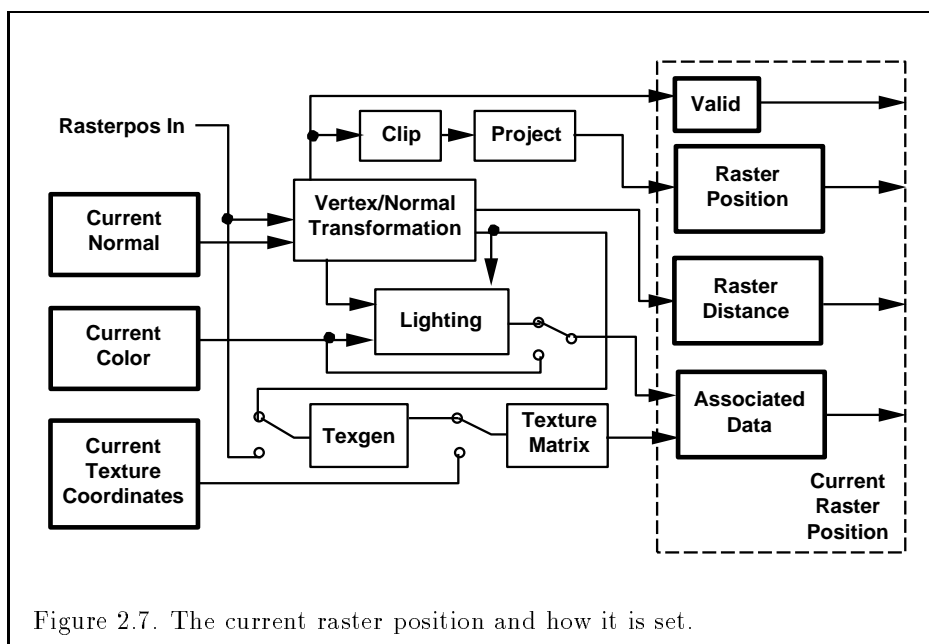 Rasterpos In
Current
Normal
Current
Color
Current
Texture
Coordinates
Clip
Project
Vertex/Normal
Transformation
Lighting
Texgen
Texture
Matrix
Valid
Raster
Position
Raster
Distance
Associated
Data
Current
Raster
Position
Figure 2.7. The current raster position and how it is set.